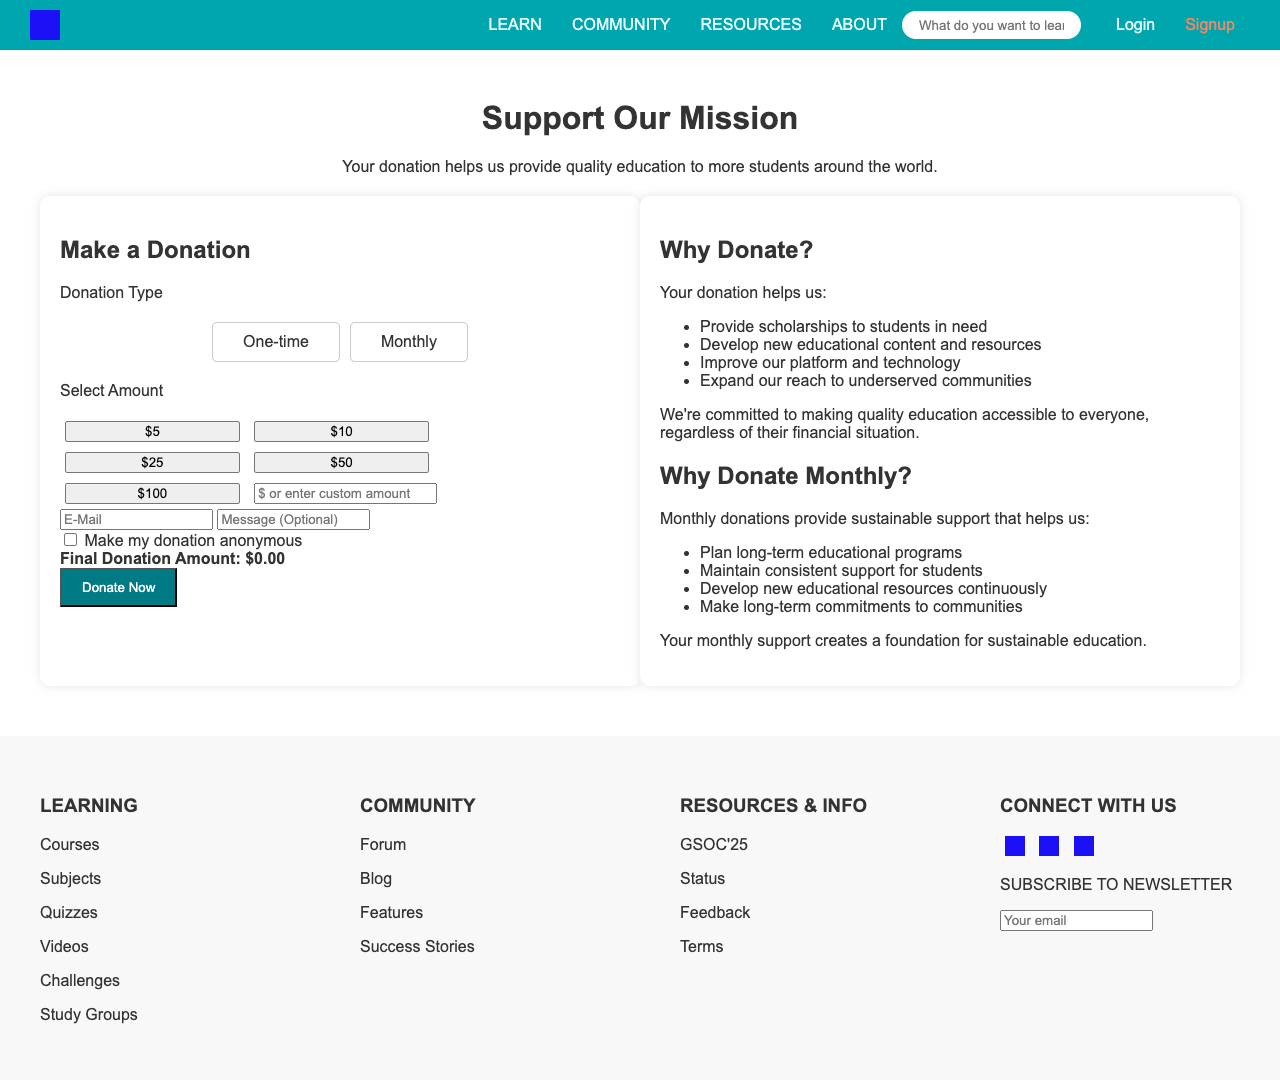 LEARN COMMUNITY RESOURCES ABOUT What do you want to lear Login Signup
Support Our Mission
Your donation helps us provide quality education to more students around the world.
Make a Donation
Donation Type
One-time Monthly
Select Amount
$5 $10
$25 $50
$100 $ or enter custom amount
E-Mail Message (Optional)
Make my donation anonymous
Final Donation Amount: $0.00
Donate Now
Why Donate?
Your donation helps us:
• Provide scholarships to students in need
• Develop new educational content and resources
• Improve our platform and technology
• Expand our reach to underserved communities
We're committed to making quality education accessible to everyone,
regardless of their financial situation.
Why Donate Monthly?
Monthly donations provide sustainable support that helps us:
• Plan long-term educational programs
• Maintain consistent support for students
• Develop new educational resources continuously
• Make long-term commitments to communities
Your monthly support creates a foundation for sustainable education.
LEARNING
Courses
Subjects
Quizzes
Videos
Challenges
Study Groups
COMMUNITY
Forum
Blog
Features
Success Stories
RESOURCES & INFO
GSOC'25
Status
Feedback
Terms
CONNECT WITH US
SUBSCRIBE TO NEWSLETTER
Your email